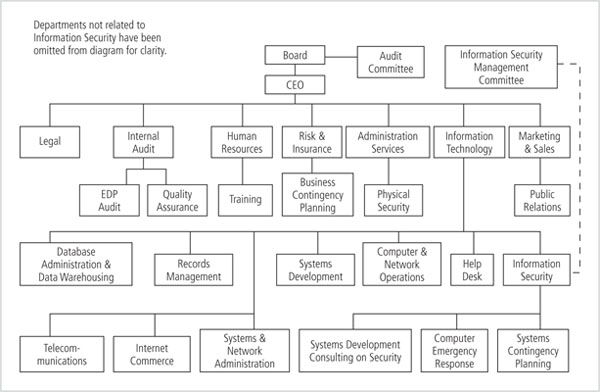 Departments not related to
Information Security have been
omitted from diagram for clarity.
Board
Audit
Committee
Information Security
Management
Committee
CEO
Legal
Internal
Audit
Human
Resources
Risk &
Insurance
Administration
Services
Information
Technology
Marketing
& Sales
EDP
Audit
Quality
Assurance
Training
Business
Contingency
Planning
Physical
Security
Public
Relations
Database
Administration &
Data Warehousing
Records
Management
Systems
Development
Computer &
Network
Operations
Help
Desk
Information
Security
Telecom-
munications
Internet
Commerce
Systems &
Network
Administration
Systems Development
Consulting on Security
Computer
Emergency
Response
Systems
Contingency
Planning